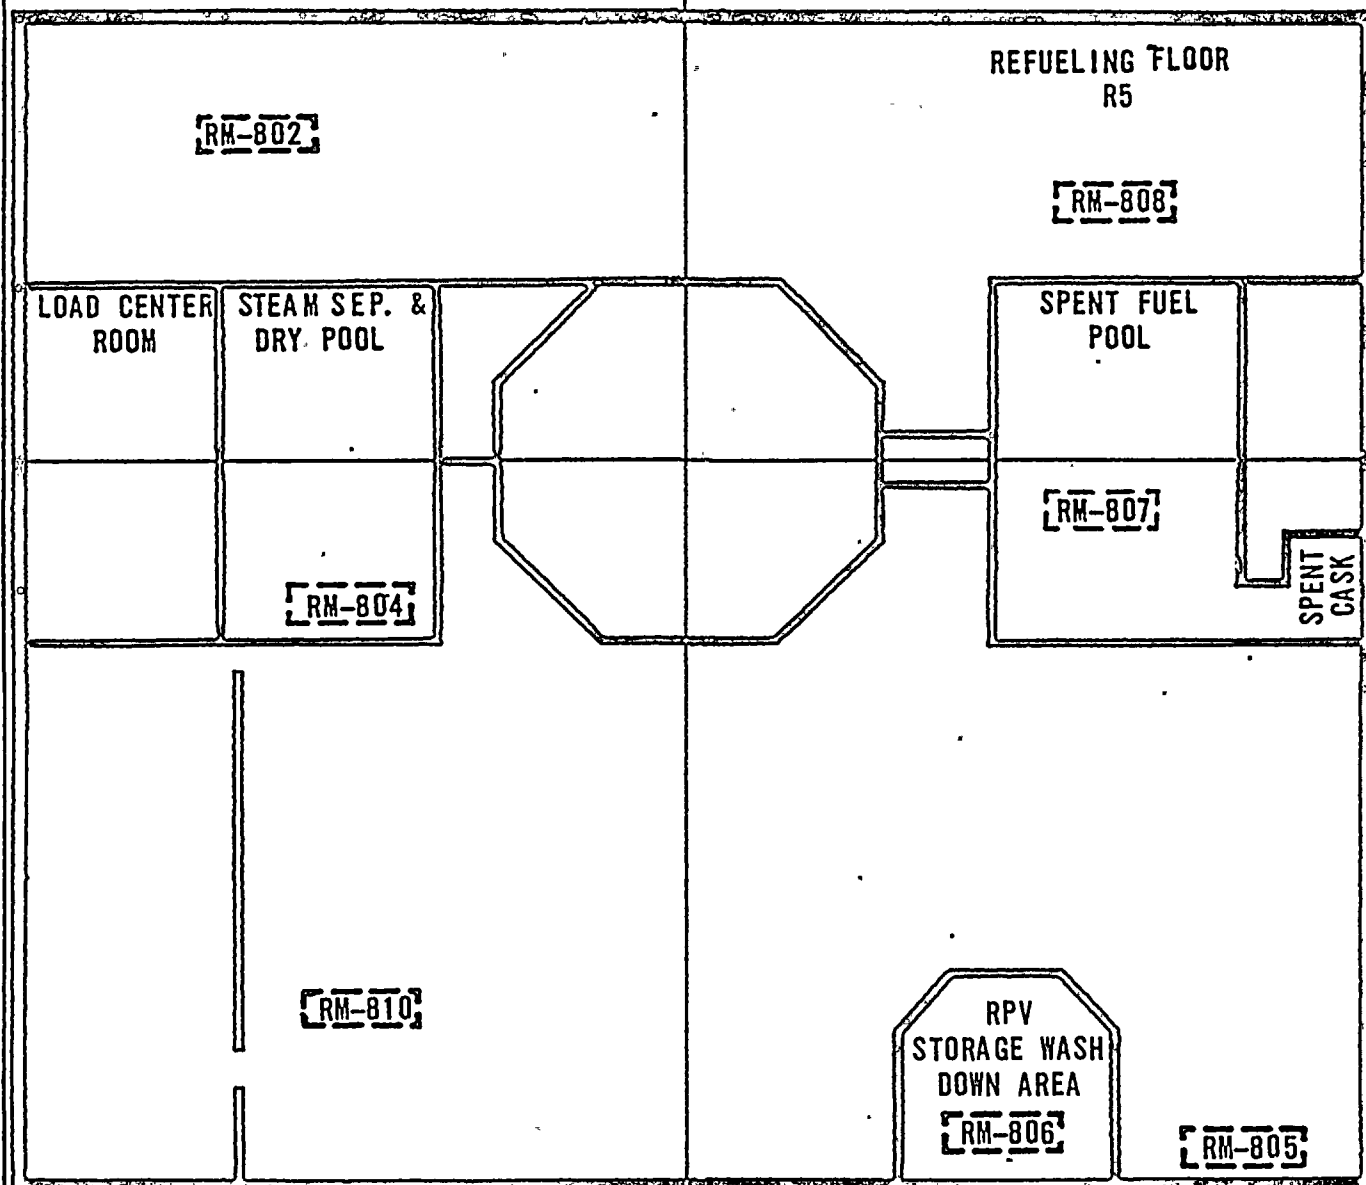 REFUELING FLOOR
R5
RM-802
RM-808
LOAD CENTER
ROOM
STEAM SEP. &
DRY POOL
SPENT FUEL
POOL
RM-807
SPENT
CASK
RM-804
RM-810
RPV
STORAGE WASH
DOWN AREA
RM-806
RM-805